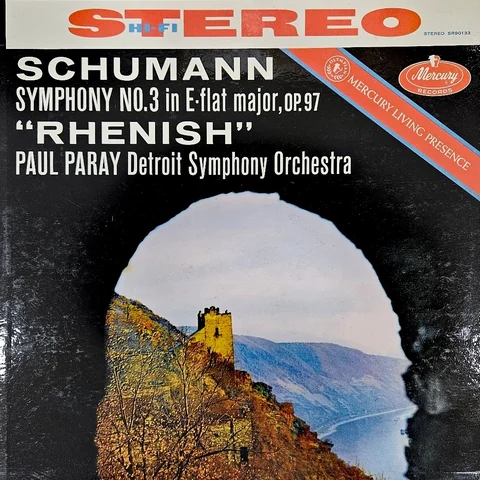 STEREO
HI-FI
STEREO SR90133
SCHUMANN
SYMPHONY NO.3 in E-flat major, OP. 97
"RHENISH"
PAUL PARAY Detroit Symphony Orchestra
MERCURY LIVING PRESENCE
Mercury
RECORDS